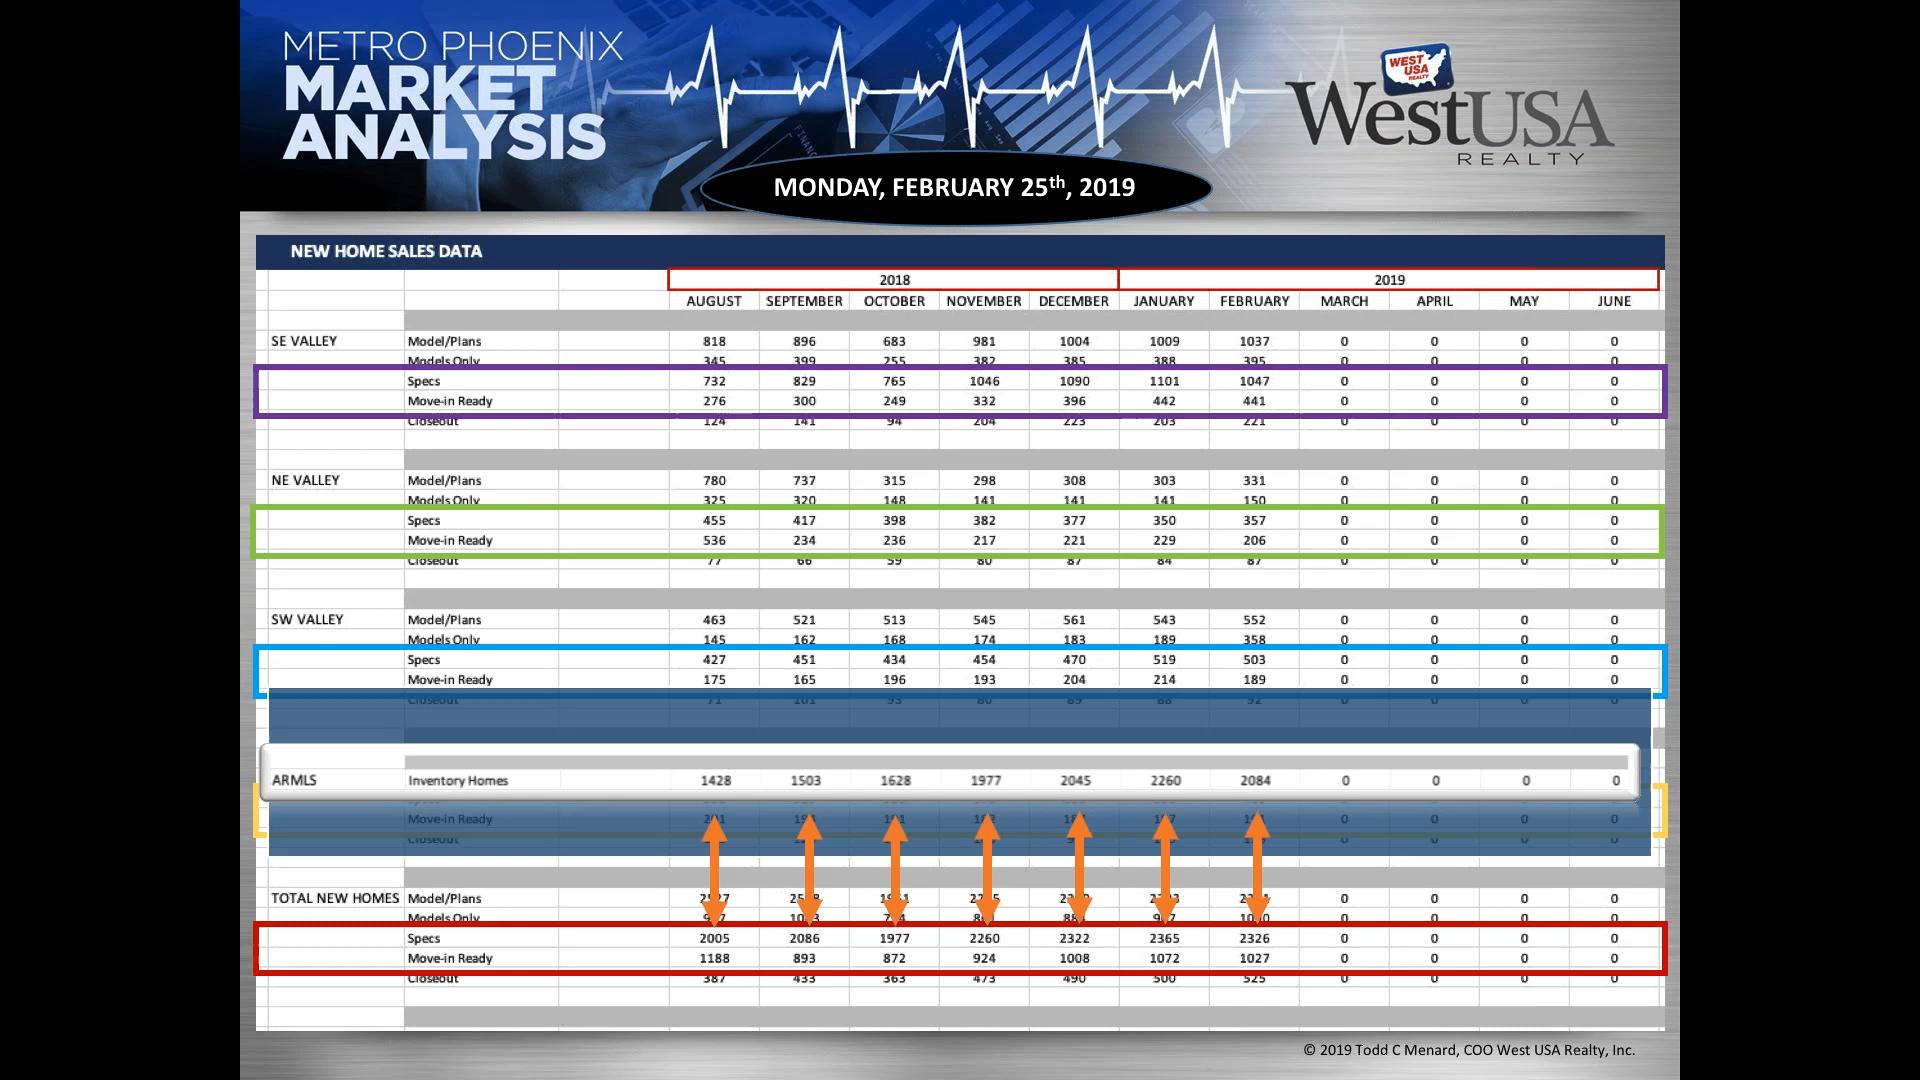 METRO PHOENIX
MARKET
ANALYSIS
WEST
USA
REALTY
WestUSA
REALTY
MONDAY, FEBRUARY 25th, 2019
NEW HOME SALES DATA
2018 2019
AUGUST SEPTEMBER OCTOBER NOVEMBER DECEMBER JANUARY FEBRUARY MARCH APRIL MAY JUNE
SE VALLEY Model/Plans 818 896 683 981 1004 1009 1037 0 0 0 0
Models Only 345 399 255 382 385 388 395 0 0 0 0
Specs 732 829 765 1046 1090 1101 1047 0 0 0 0
Move-in Ready 276 300 249 332 396 442 441 0 0 0 0
Closeout 124 141 94 204 223 203 221 0 0 0 0
NE VALLEY Model/Plans 780 737 315 298 308 303 331 0 0 0 0
Models Only 325 320 148 141 141 141 150 0 0 0 0
Specs 455 417 398 382 377 350 357 0 0 0 0
Move-in Ready 536 234 236 217 221 229 206 0 0 0 0
Closeout 77 66 59 80 87 84 87 0 0 0 0
SW VALLEY Model/Plans 463 521 513 545 561 543 552 0 0 0 0
Models Only 145 162 168 174 183 189 358 0 0 0 0
Specs 427 451 434 454 470 519 503 0 0 0 0
Move-in Ready 175 165 196 193 204 214 189 0 0 0 0
Closeout 0 0 0 0
ARMLS Inventory Homes 1428 1503 1628 1977 2045 2260 2084 0 0 0 0
Move-in Ready 0 0 0 0
Closeout 0 0 0 0
TOTAL NEW HOMES Model/Plans 0 0 0 0
Models Only 0 0 0 0
Specs 2005 2086 1977 2260 2322 2365 2326 0 0 0 0
Move-in Ready 1188 893 872 924 1008 1072 1027 0 0 0 0
Closeout 387 433 363 473 490 500 525 0 0 0 0
© 2019 Todd C Menard, COO West USA Realty, Inc.